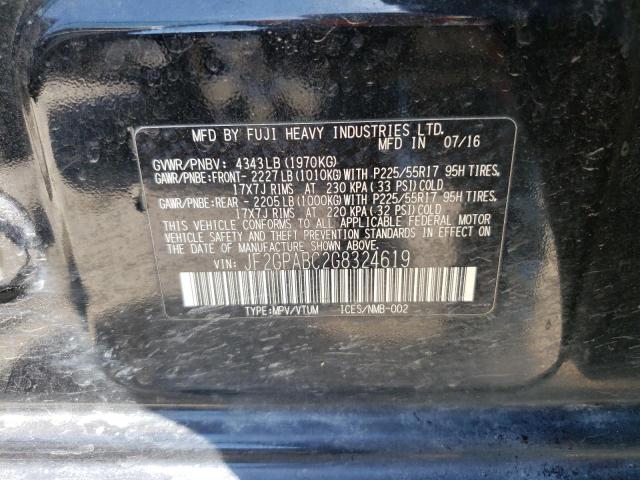 MFD BY FUJI HEAVY INDUSTRIES LTD.
MFD IN 07/16
GVWR/PNBV: 4343LB(1970KG)
GAWR/PNBE:FRONT- 2227LB(1010KG)WITH P225/55R17 95H TIRES,
17X7J RIMS AT 230 KPA(33 PSI)COLD
GAWR/PNBE:REAR - 2205LB(1000KG)WITH P225/55R17 95H TIRES,
17X7J RIMS AT 220 KPA(32 PSI)COLD
THIS VEHICLE CONFORMS TO ALL APPLICABLE FEDERAL MOTOR
VEHICLE SAFETY AND THEFT PREVENTION STANDARDS IN EFFECT ON
THE DATE OF MANUFACTURE SHOWN ABOVE.
VIN: JF2GPABC2G8324619
TYPE:MPV/VTUM ICES/NMB-002